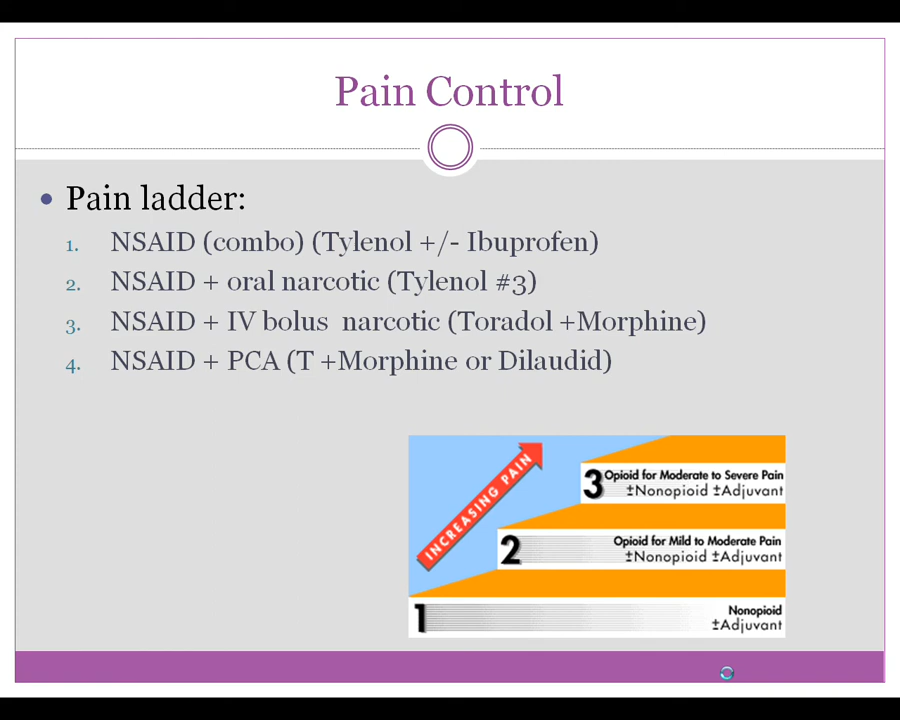 Pain Control
• Pain ladder:
1. NSAID (combo) (Tylenol +/- Ibuprofen)
2. NSAID + oral narcotic (Tylenol #3)
3. NSAID + IV bolus  narcotic (Toradol +Morphine)
4. NSAID + PCA (T +Morphine or Dilaudid)
INCREASING PAIN
3 Opioid for Moderate to Severe Pain
±Nonopioid ±Adjuvant
2 Opioid for Mild to Moderate Pain
±Nonopioid ±Adjuvant
1 Nonopioid
±Adjuvant